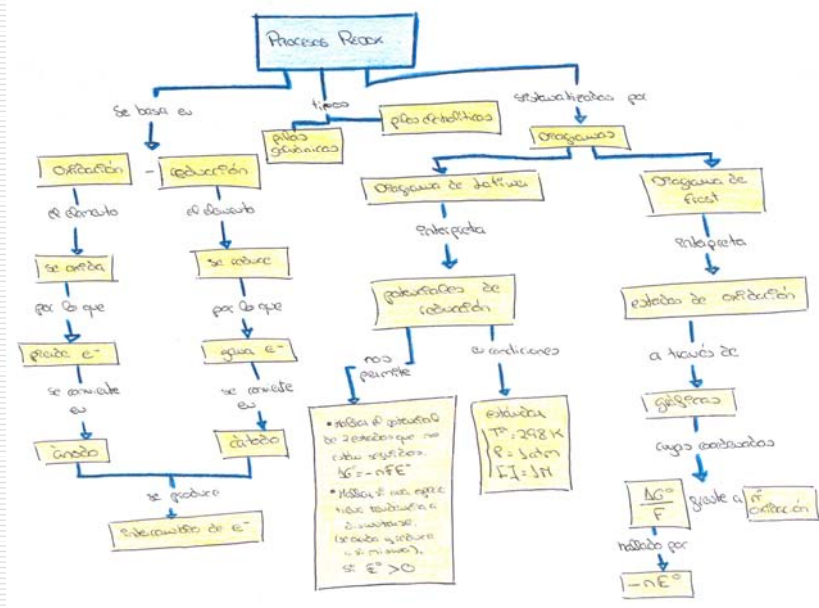 PROCESOS REDOX
se basa en
tipos
sistematizados por
pilas
galvánicas
pilas electrolíticas
Diagramas
Oxidación - reducción
Diagrama de Latimer
Diagrama de
Frost
el elemento
el elemento
interpreta
interpreta
se oxida
se reduce
potenciales de
reducción
estados de oxidación
por lo que
por lo que
pierde e-
gana e-
nos
permite
en condiciones
a través de
se convierte
en
se convierte
en
gráficas
ánodo
cátodo
cuyas coordenadas
• Hallar el potencial
de 2 estados que no
estén seguidos.
ΔG = -nFE°
• Hallar si una especie
tiene tendencia a
(se oxida y reduce
a sí misma).
si E° > 0
estándar
Tª = 298 K
P = 1 atm
[ ] = 1M
se produce
intercambio de e-
ΔG°
F
frente a
nº
oxidación
hallado por
-nE°